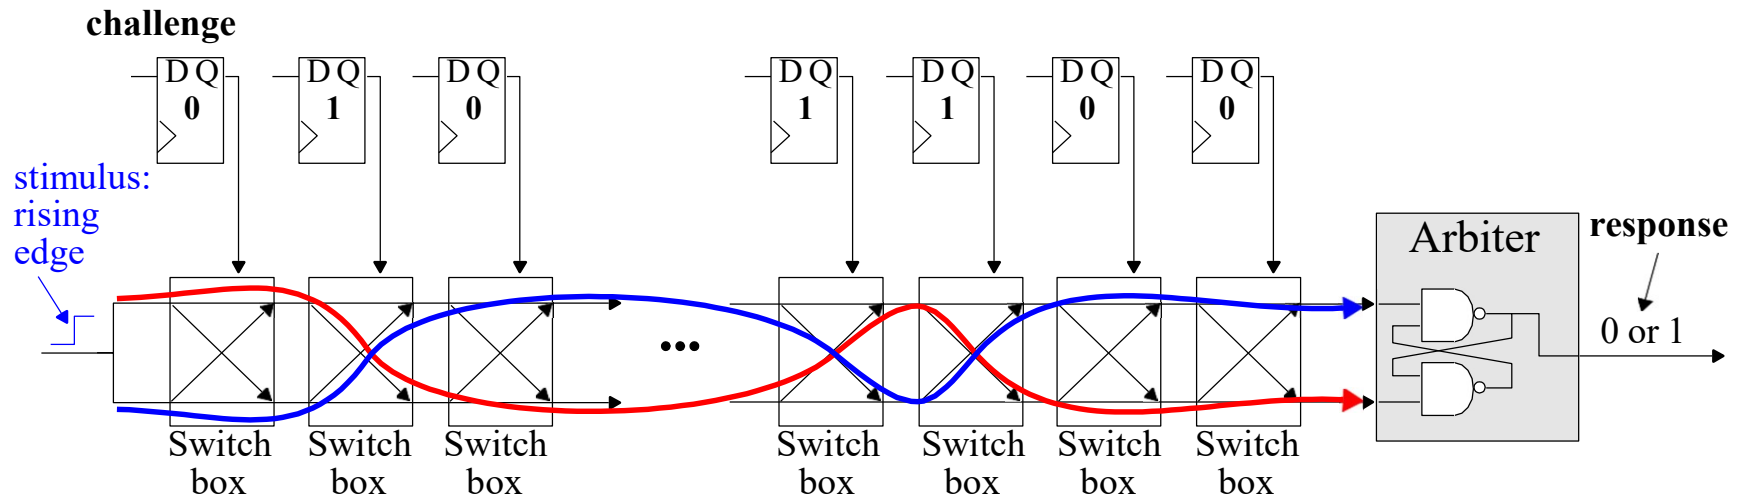 challenge
D Q
0
D Q
1
D Q
0
D Q
1
D Q
1
D Q
0
D Q
0
stimulus:
rising
edge
Arbiter
response
0 or 1
Switch
box
Switch
box
Switch
box
Switch
box
Switch
box
Switch
box
Switch
box